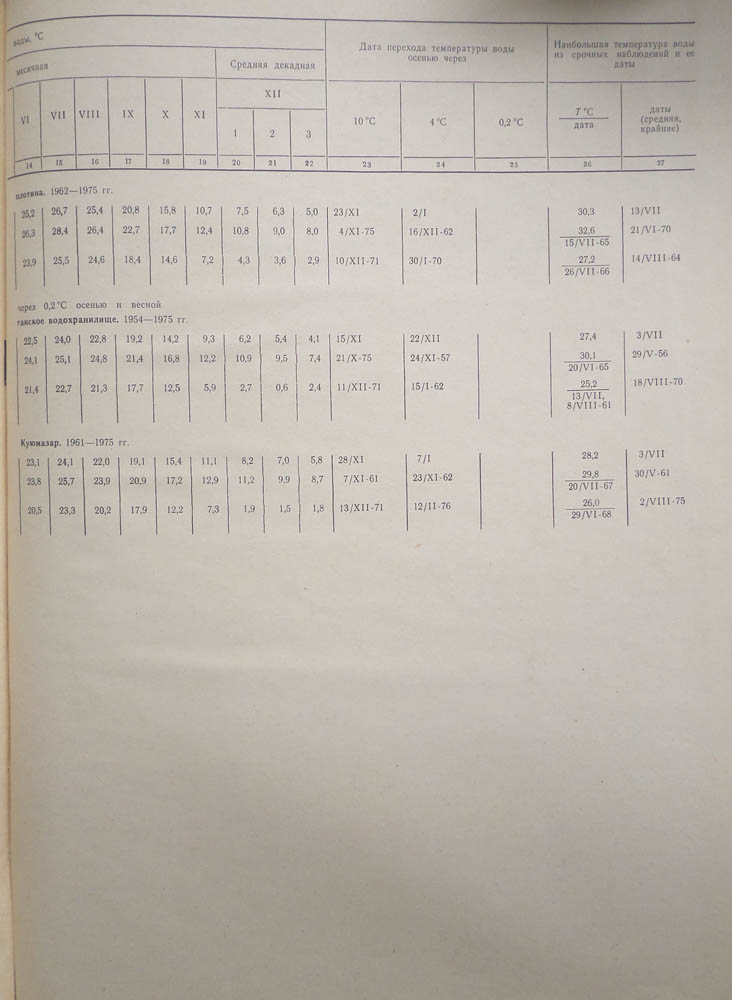 воды, °C
месячная
Средняя декадная
Дата перехода температуры воды
осенью через
Наибольшая температура воды
из срочных наблюдений и ее
даты
VI VII VIII IX X XI
XII
1 2 3
10 °C 4 °C 0,2 °C
T °C
дата
даты
(средняя,
крайние)
14 15 16 17 18 19 20 21 22 23 24 25 26 27
плотина. 1962—1975 гг.
25,2 26,7 25,4 20,8 15,8 10,7 7,5 6,3 5,0 23/XI 2/I 30,3 13/VII
26,3 28,4 26,4 22,7 17,7 12,4 10,8 9,0 8,0 4/XI-75 16/XII-62 32,6 21/VI-70
15/VII-65
23,9 25,5 24,6 18,4 14,6 7,2 4,3 3,6 2,9 10/XII-71 30/I-70 27,2 14/VIII-64
26/VII-66
через 0,2 °C осенью и весной
ганское водохранилище. 1954—1975 гг.
22,5 24,0 22,8 19,2 14,2 9,3 6,2 5,4 4,1 15/XI 22/XII 27,4 3/VII
24,1 25,1 24,8 21,4 16,8 12,2 10,9 9,5 7,4 21/X-75 24/XI-57 30,1 29/V-56
20/VI-65
21,4 22,7 21,3 17,7 12,5 5,9 2,7 0,6 2,4 11/XII-71 15/I-62 25,2 18/VIII-70
13/VII,
8/VIII-61
Куюмазар. 1961—1975 гг.
23,1 24,1 22,0 19,1 15,4 11,1 8,2 7,0 5,8 28/XI 7/I 28,2 3/VII
23,8 25,7 23,9 20,9 17,2 12,9 11,2 9,9 8,7 7/XI-61 23/XI-62 29,8 30/V-61
20/VII-67
20,5 23,3 20,2 17,9 12,2 7,3 1,9 1,5 1,8 13/XII-71 12/II-76 26,0 2/VIII-75
29/VI-68